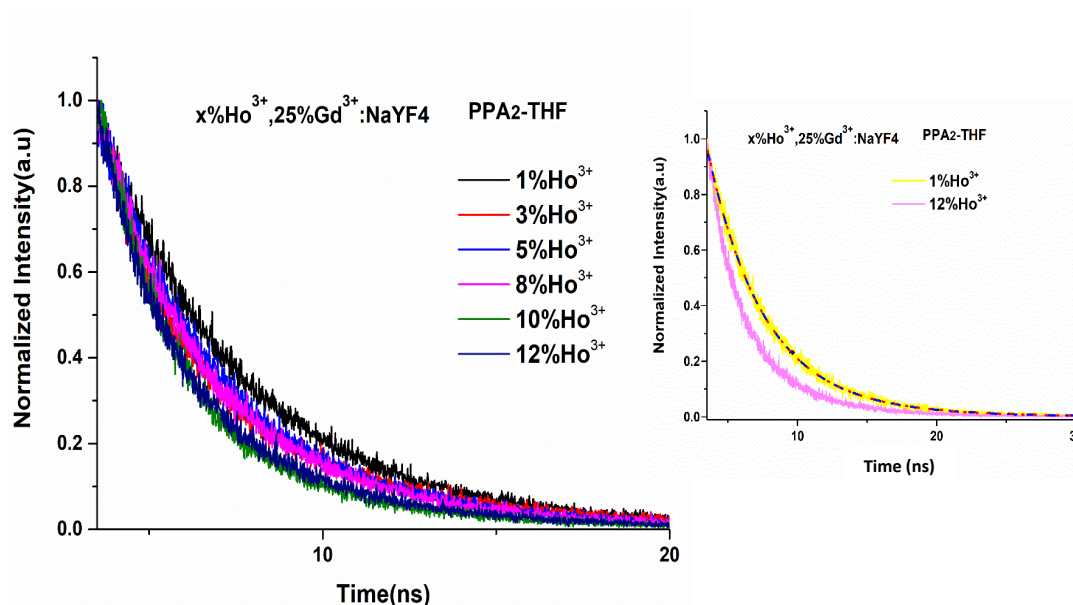 x%Ho³⁺,25%Gd³⁺:NaYF4 PPA2-THF
1%Ho³⁺
3%Ho³⁺
5%Ho³⁺
8%Ho³⁺
10%Ho³⁺
12%Ho³⁺
Normalized Intensity(a.u)
1.0
0.8
0.6
0.4
0.2
0.0
10
20
Time(ns)
x%Ho³⁺,25%Gd³⁺:NaYF4 PPA2-THF
1%Ho³⁺
12%Ho³⁺
Normalized Intensity(a.u)
1.0
0.8
0.6
0.4
0.2
0.0
10
20
3
Time (ns)